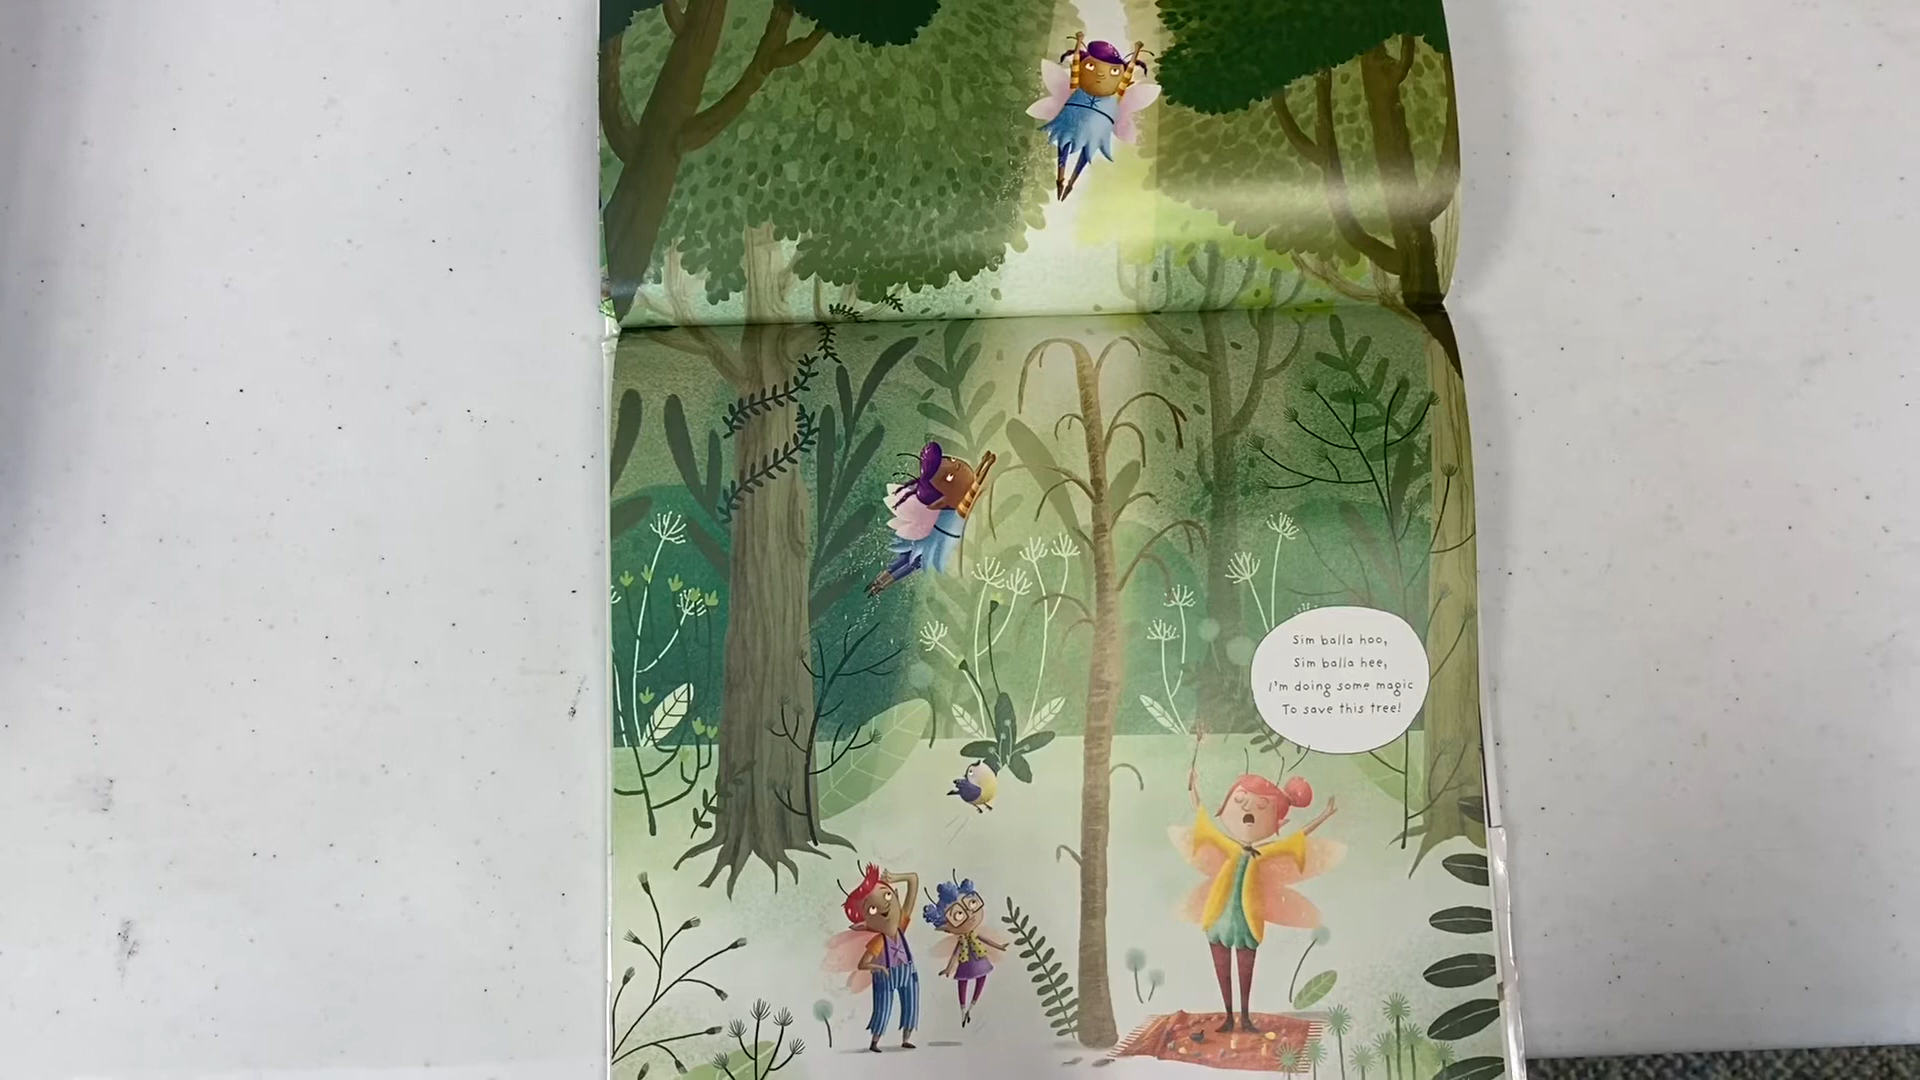 Sim balla hoo,
Sim balla hee,
I'm doing some magic
To save this tree!